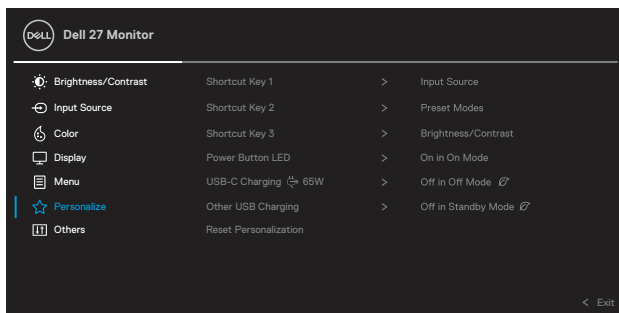 DELL Dell 27 Monitor
Brightness/Contrast Shortcut Key 1 > Input Source
Input Source Shortcut Key 2 > Preset Modes
Color Shortcut Key 3 > Brightness/Contrast
Display Power Button LED > On in On Mode
Menu USB-C Charging 65W > Off in Off Mode
Personalize Other USB Charging > Off in Standby Mode
Others Reset Personalization
< Exit